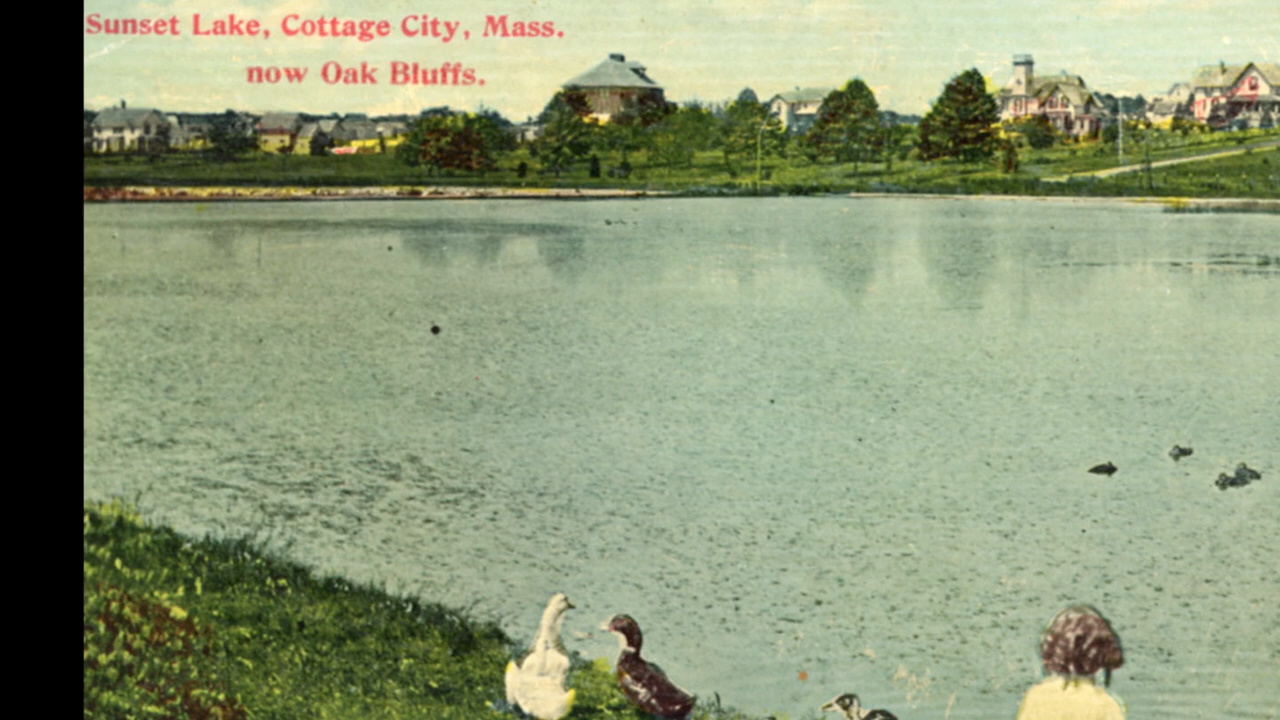 Sunset Lake, Cottage City, Mass.
now Oak Bluffs.